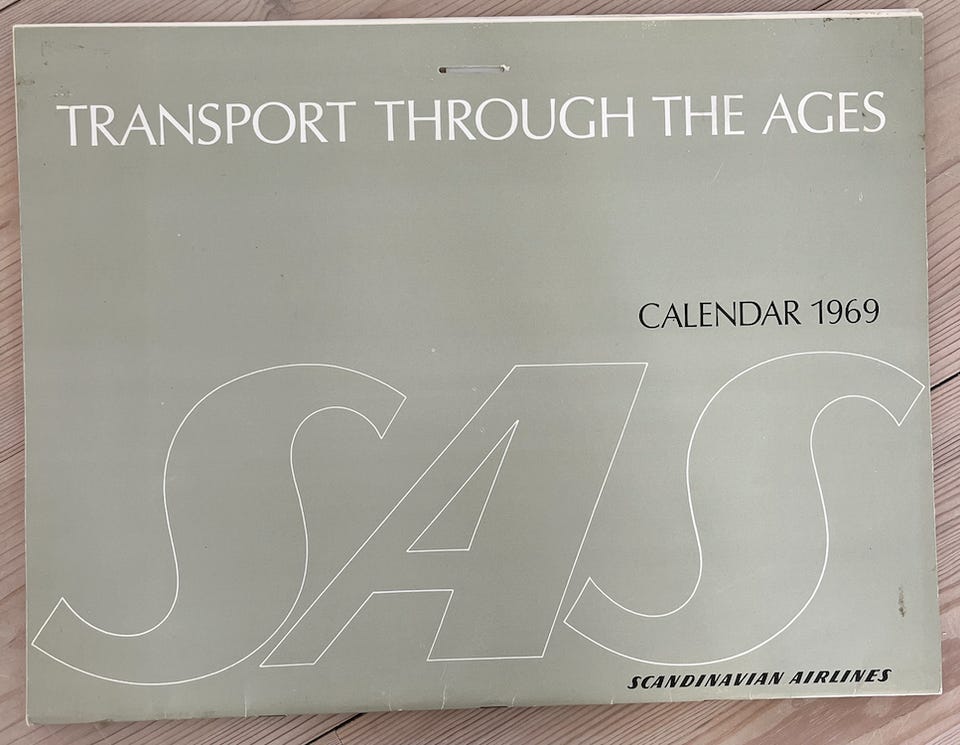 TRANSPORT THROUGH THE AGES
CALENDAR 1969
SAS
SCANDINAVIAN AIRLINES